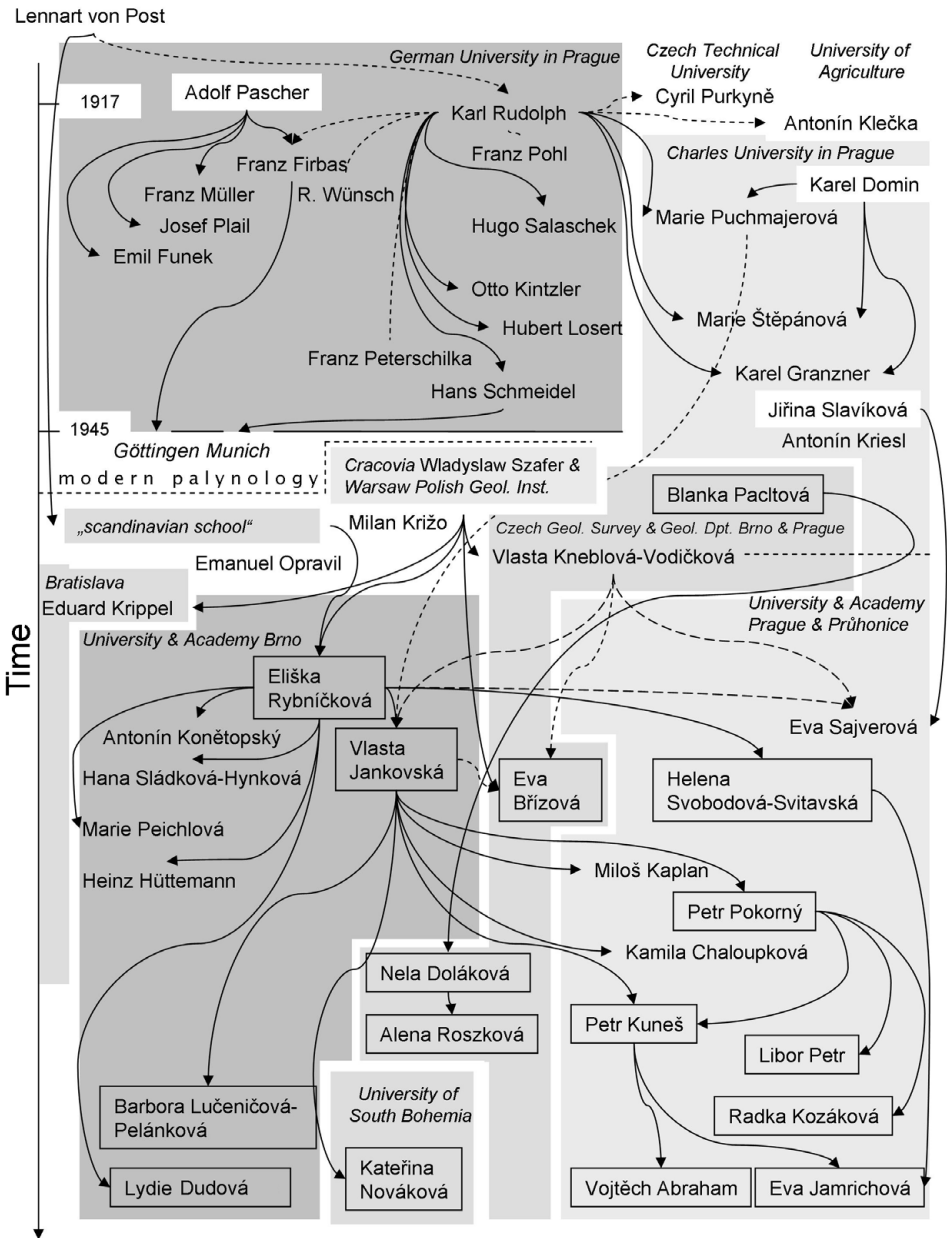 Lennart von Post
German University in Prague
Czech Technical
University
University of
Agriculture
1917
Adolf Pascher
Karl Rudolph
Cyril Purkyně
Antonín Klečka
Franz Firbas
Franz Pohl
Charles University in Prague
Franz Müller
R. Wünsch
Karel Domin
Josef Plail
Hugo Salaschek
Marie Puchmajerová
Emil Funek
Otto Kintzler
Hubert Losert
Marie Štěpánová
Franz Peterschilka
Karel Granzner
Hans Schmeidel
Jiřina Slavíková
1945
Antonín Kriesl
Göttingen Munich
modern palynology
Cracovia Wladyslaw Szafer &
Warsaw Polish Geol. Inst.
Blanka Pacltová
„scandinavian school“
Milan Križo
Czech Geol. Survey & Geol. Dpt. Brno & Prague
Vlasta Kneblová-Vodičková
Emanuel Opravil
Bratislava
Eduard Krippel
University & Academy
Prague & Průhonice
University & Academy Brno
Time
Eliška
Rybníčková
Antonín Konětopský
Vlasta
Jankovská
Eva Sajverová
Hana Sládková-Hynková
Eva
Břízová
Helena
Svobodová-Svitavská
Marie Peichlová
Heinz Hüttemann
Miloš Kaplan
Petr Pokorný
Kamila Chaloupková
Nela Doláková
Petr Kuneš
Alena Roszková
Libor Petr
University of
South Bohemia
Barbora Lučeničová-
Pelánková
Radka Kozáková
Kateřina
Nováková
Lydie Dudová
Vojtěch Abraham
Eva Jamrichová